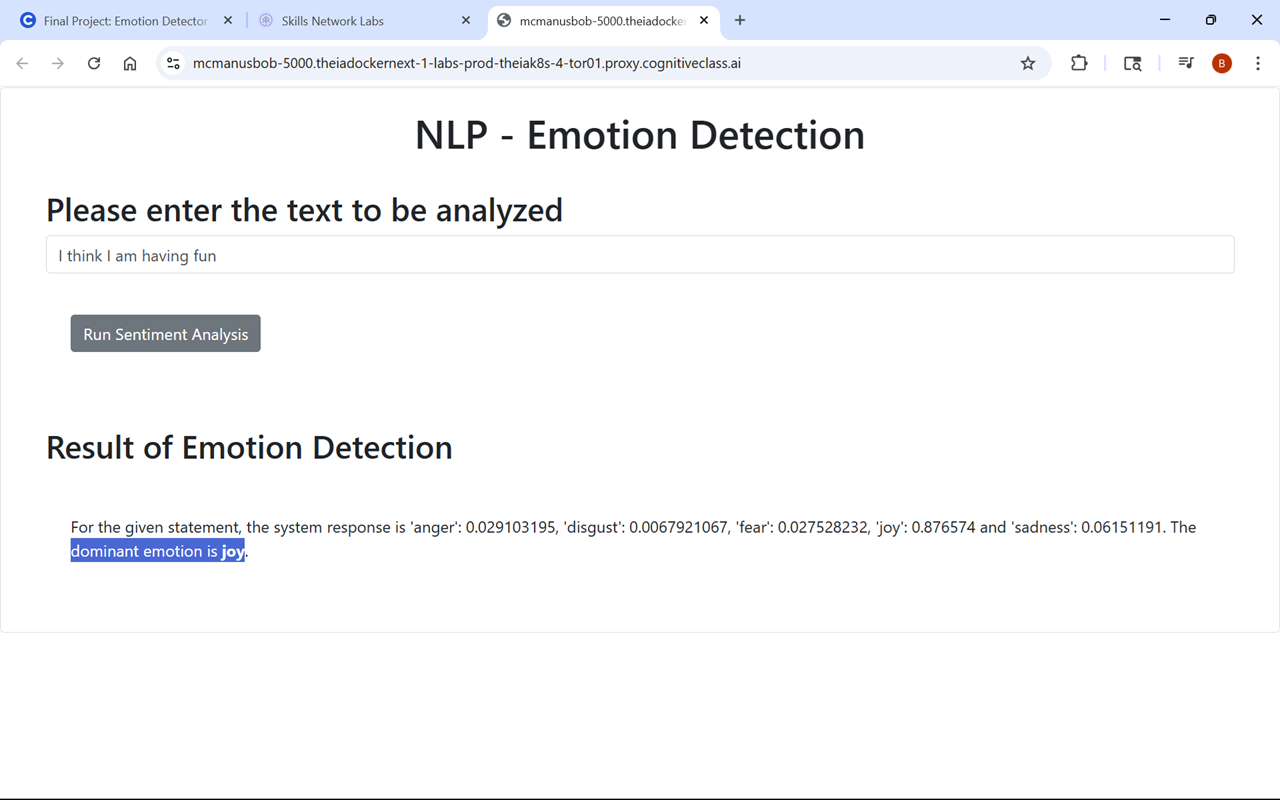 Final Project: Emotion Detector
Skills Network Labs
mcmanusbob-5000.theiadocke
mcmanusbob-5000.theiadockernext-1-labs-prod-theiak8s-4-tor01.proxy.cognitiveclass.ai
B
NLP - Emotion Detection
Please enter the text to be analyzed
I think I am having fun
Run Sentiment Analysis
Result of Emotion Detection
For the given statement, the system response is 'anger': 0.029103195, 'disgust': 0.0067921067, 'fear': 0.027528232, 'joy': 0.876574 and 'sadness': 0.06151191. The
dominant emotion is joy.